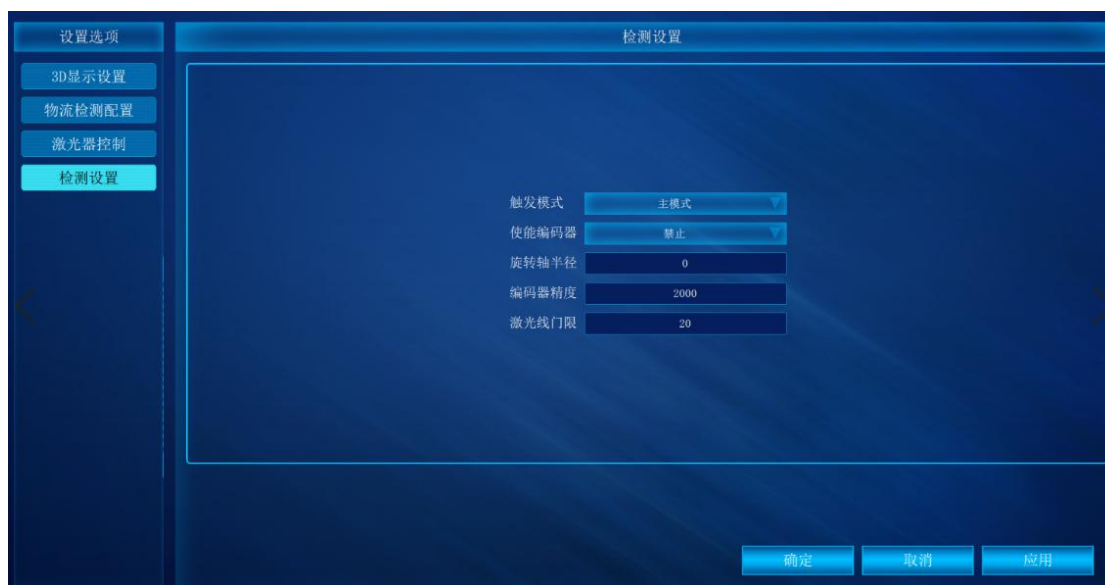 设置选项
3D显示设置
物流检测配置
激光器控制
检测设置
检测设置
触发模式 主模式
使能编码器 禁止
旋转轴半径 0
编码器精度 2000
激光线门限 20
确定 取消 应用